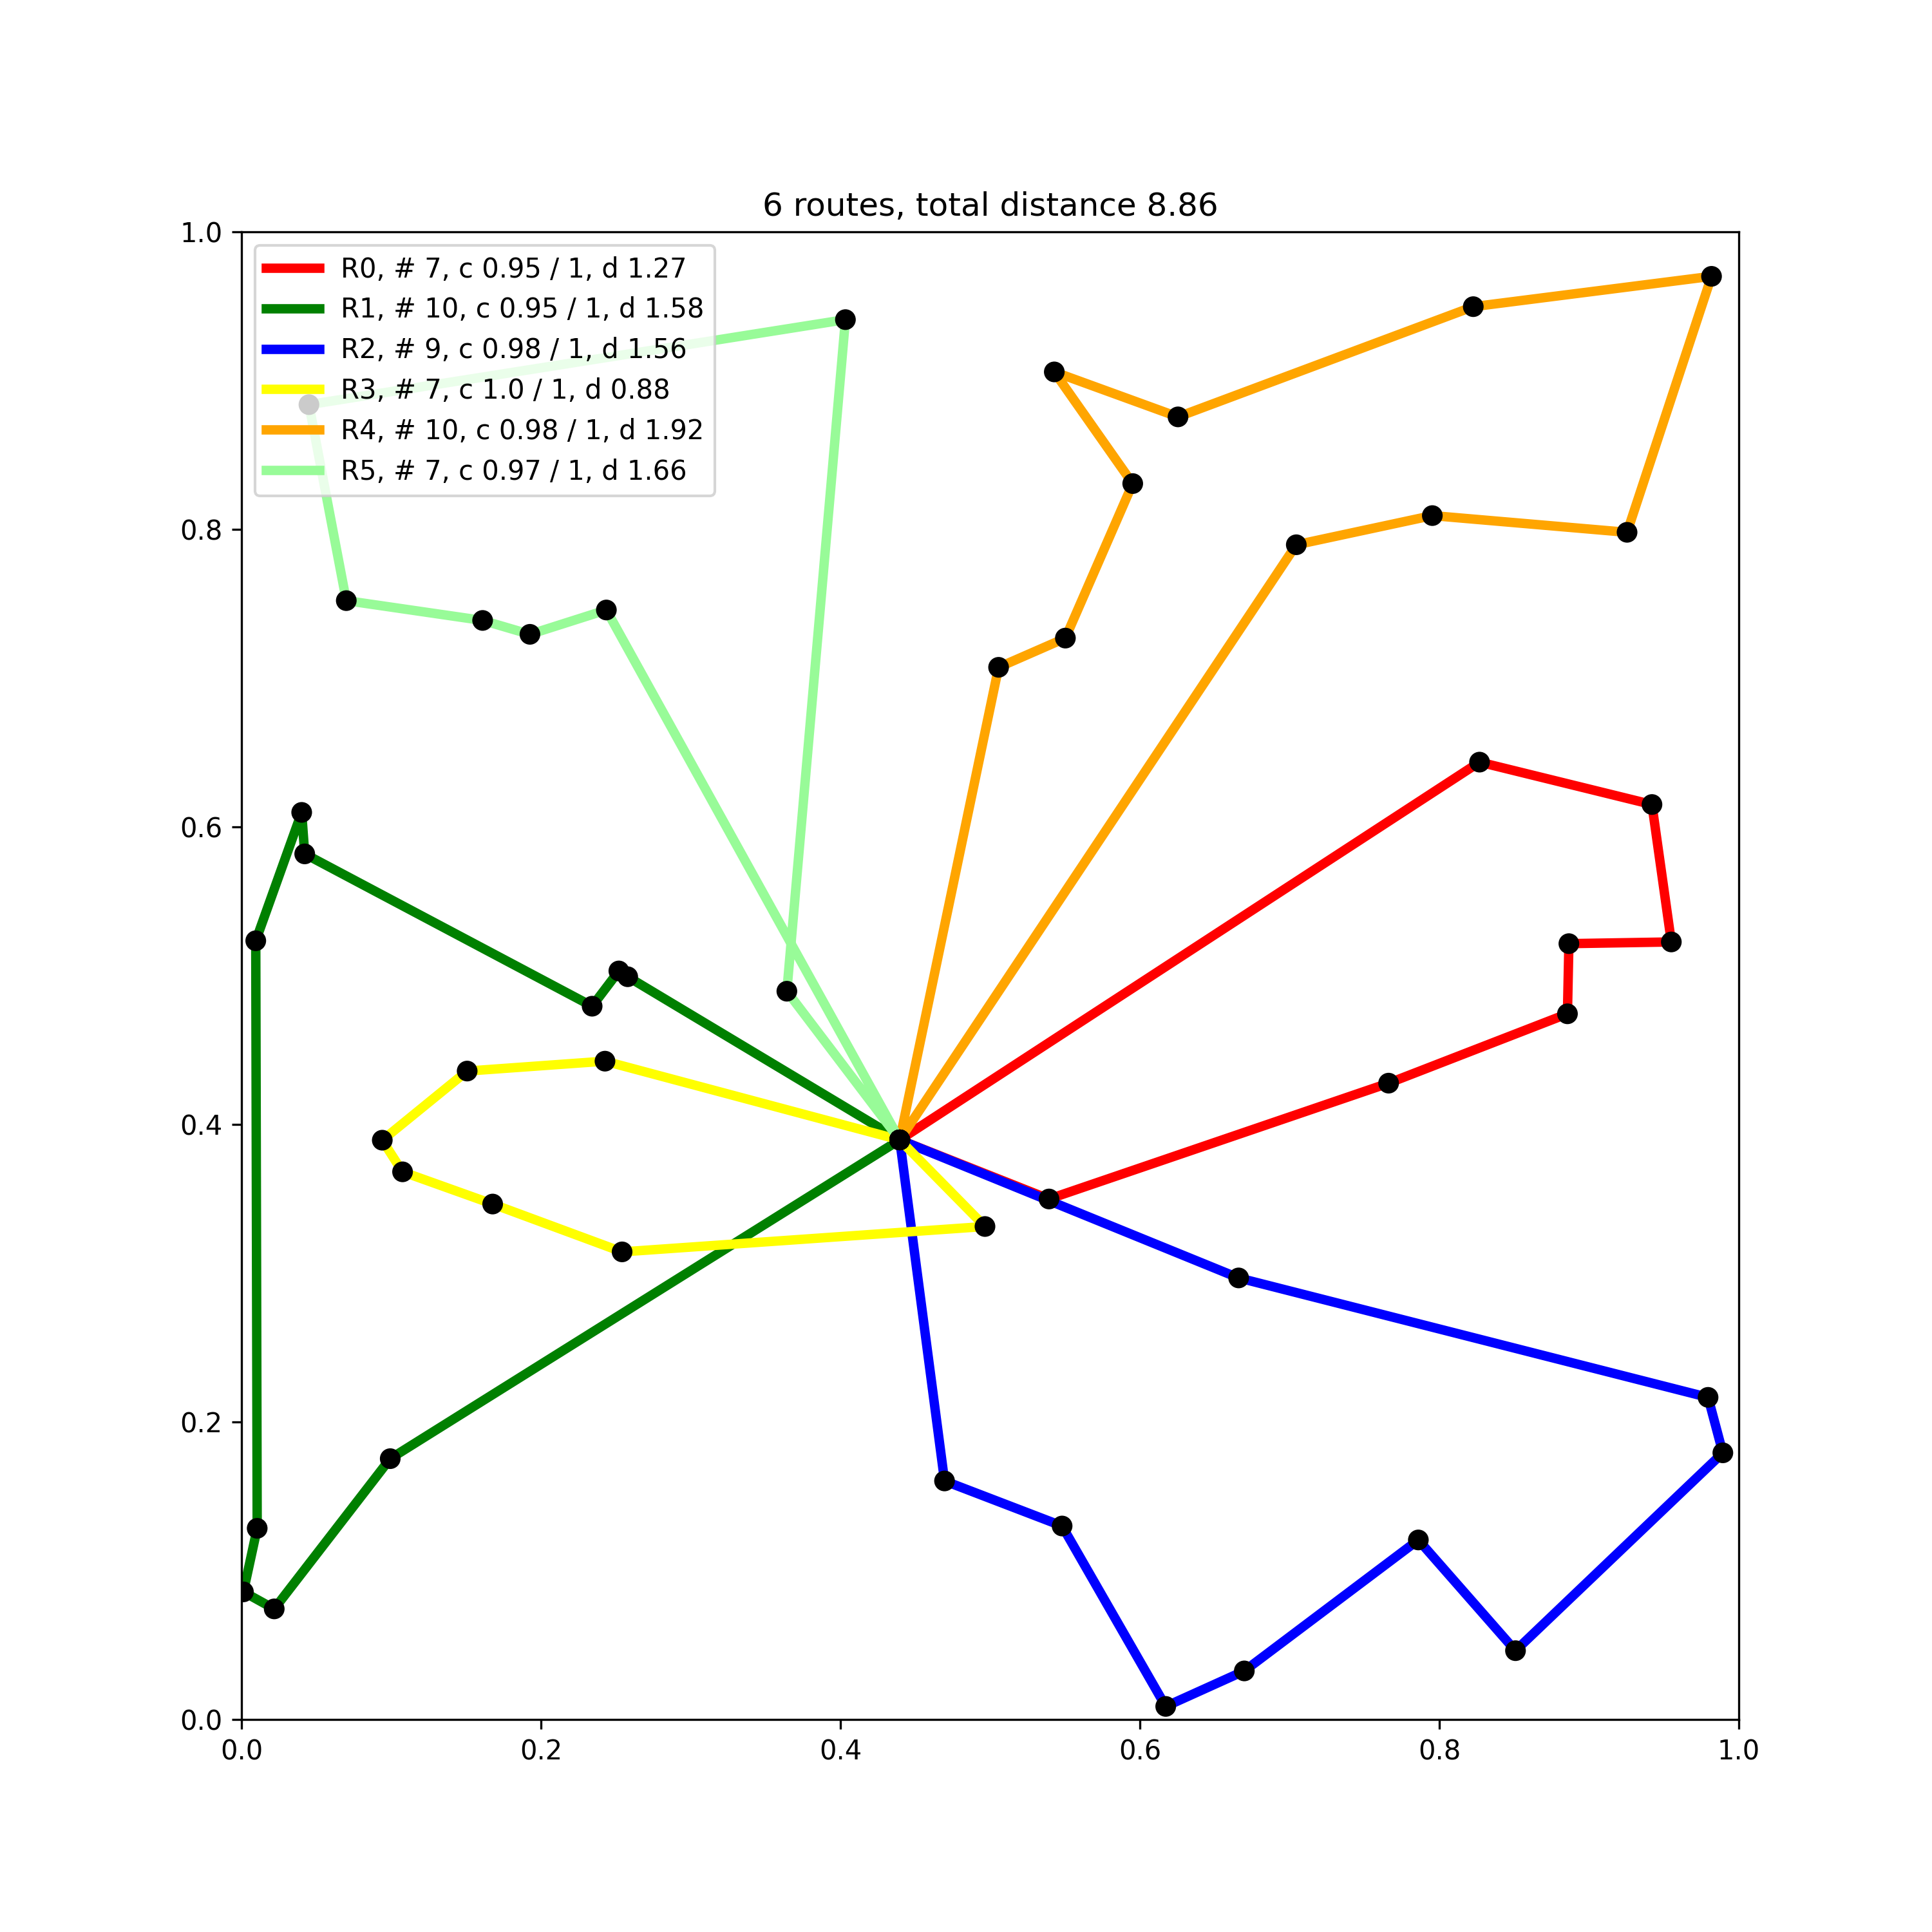 6 routes, total distance 8.86
1.0
R0, # 7, c 0.95 / 1, d 1.27
R1, # 10, c 0.95 / 1, d 1.58
R2, # 9, c 0.98 / 1, d 1.56
R3, # 7, c 1.0 / 1, d 0.88
R4, # 10, c 0.98 / 1, d 1.92
R5, # 7, c 0.97 / 1, d 1.66
0.8
0.6
0.4
0.2
0.0
0.0 0.2 0.4 0.6 0.8 1.0